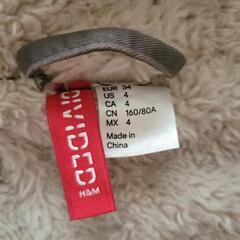 DIVIDED
H&M
EUR 34
US 4
CA 4
CN 160/80A
MX 4
Made in
China